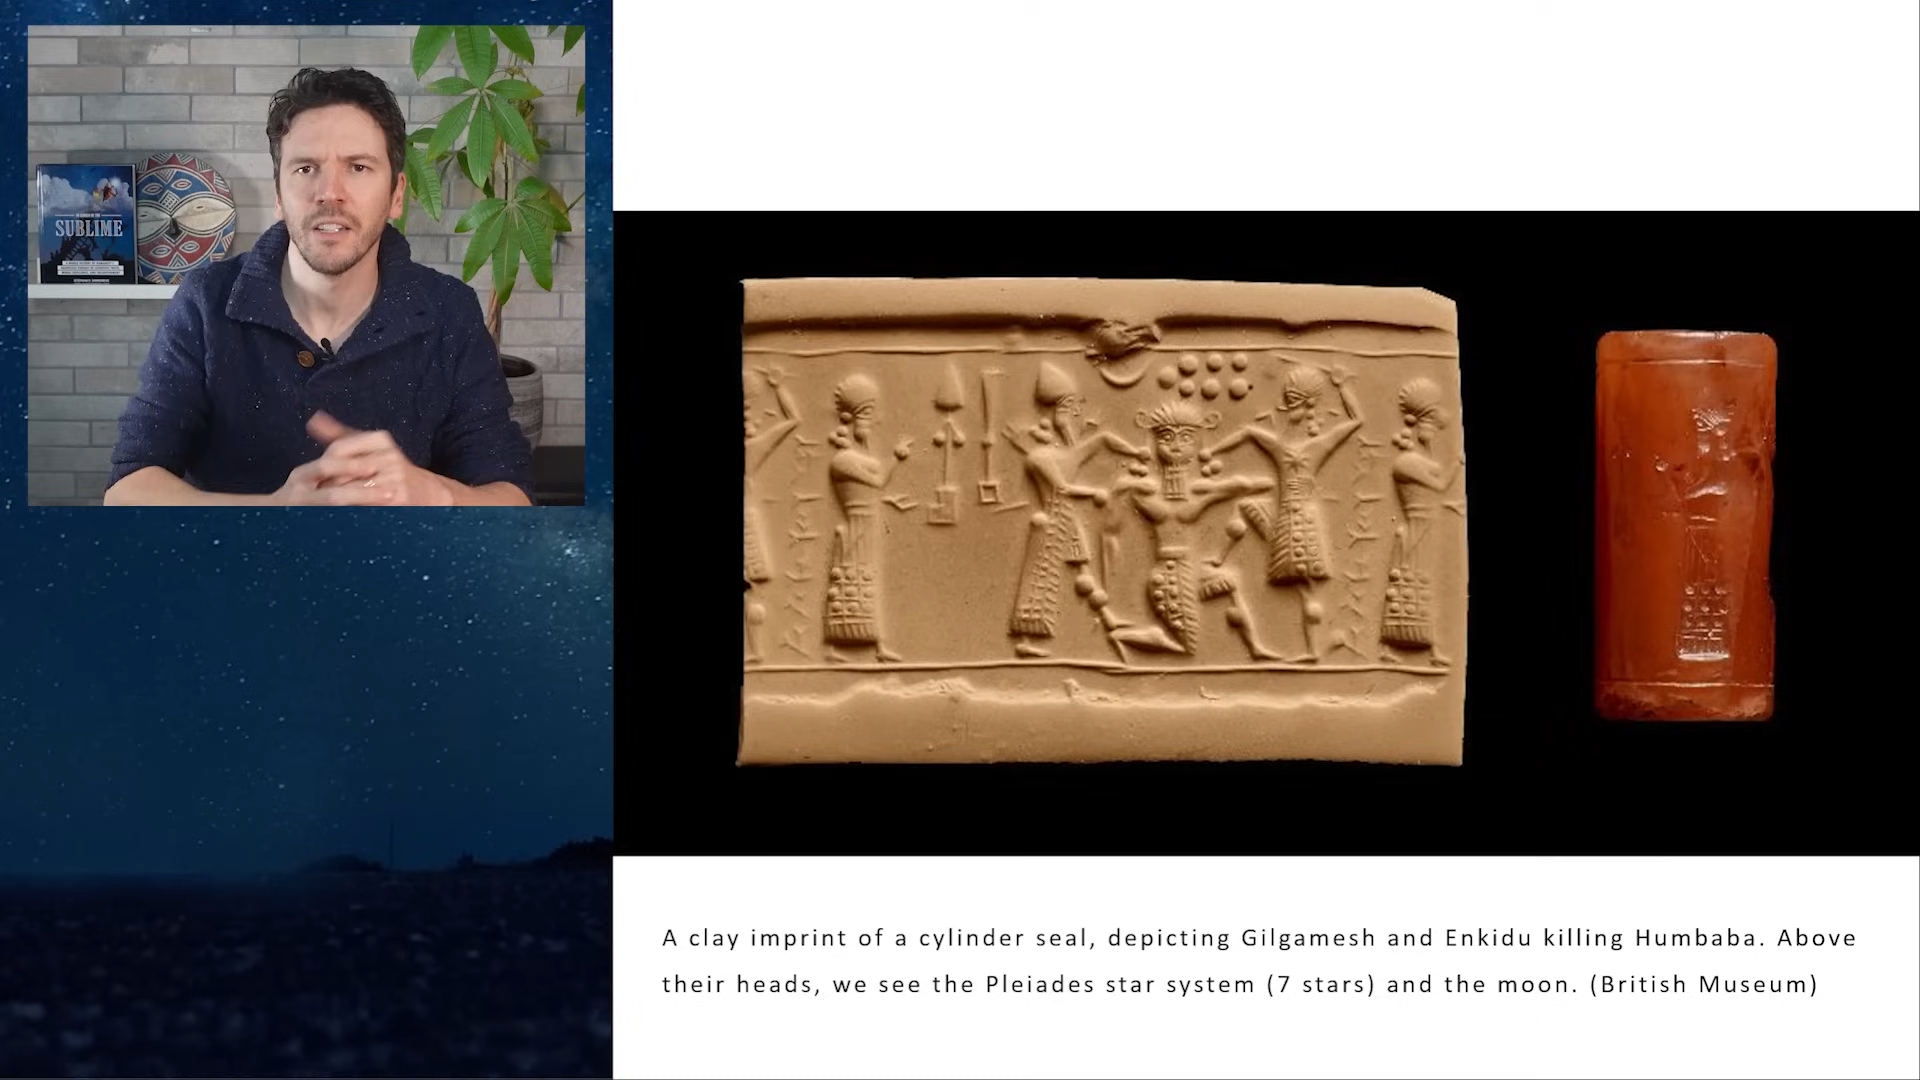 SUBLIME
A clay imprint of a cylinder seal, depicting Gilgamesh and Enkidu killing Humbaba. Above
their heads, we see the Pleiades star system (7 stars) and the moon. (British Museum)